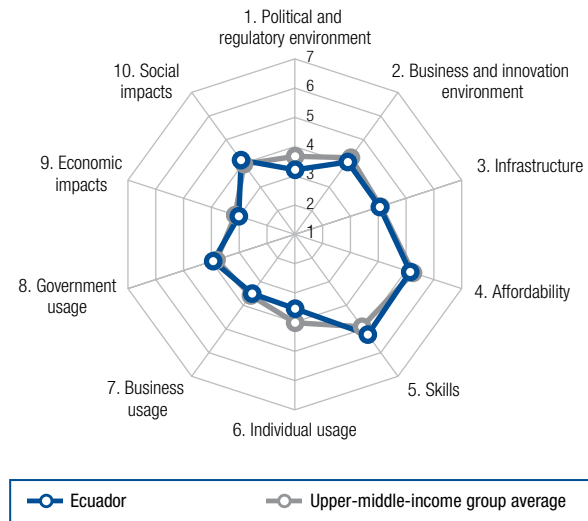 1. Political and
regulatory environment
7
10. Social
impacts
6
2. Business and innovation
environment
5
4
9. Economic
impacts
3
3. Infrastructure
2
1
8. Government
usage
4. Affordability
7. Business
usage
5. Skills
6. Individual usage
Ecuador
Upper-middle-income group average